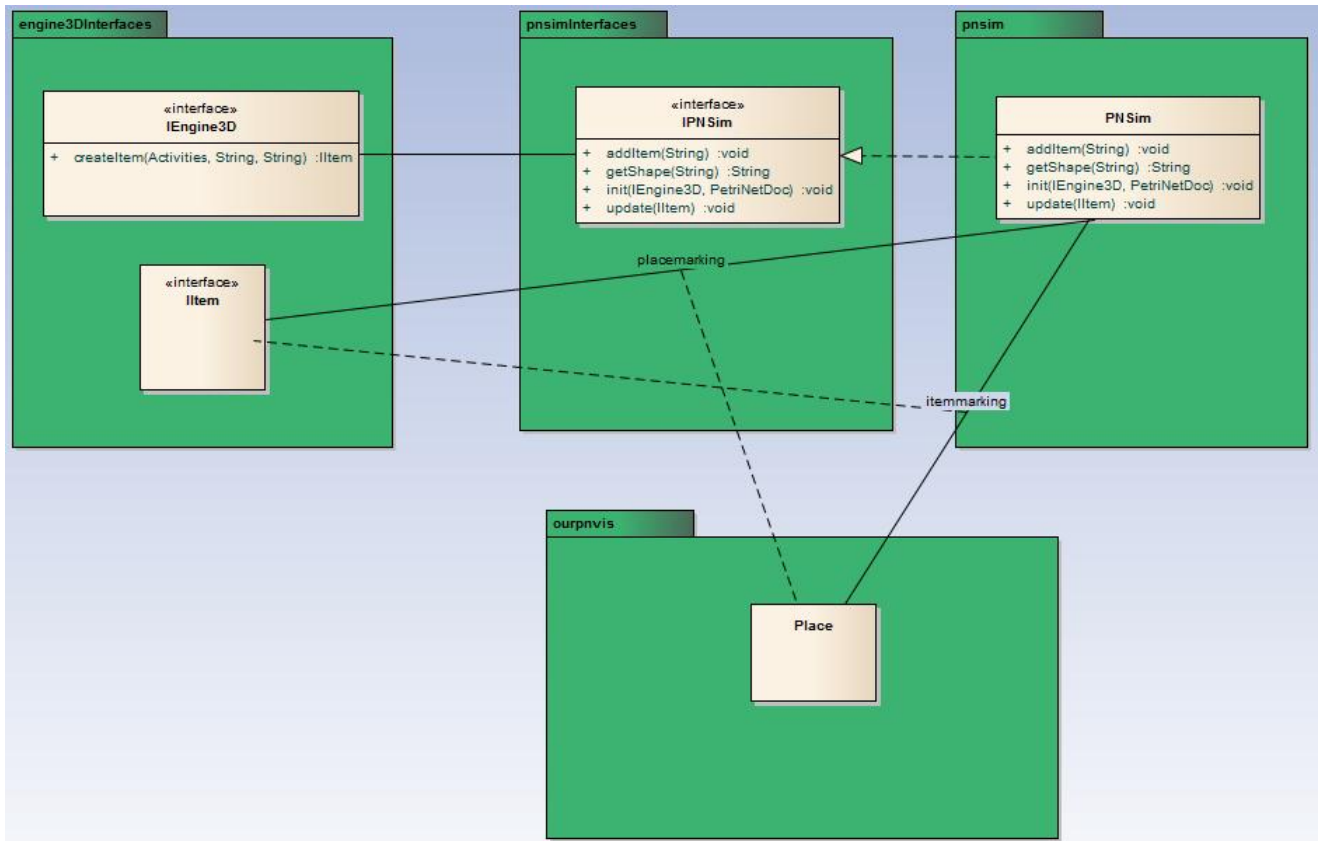 engine3DInterfaces
«interface»
IEngine3D
+ createItem(Activities, String, String) :IItem
«interface»
IItem
pnsimInterfaces
«interface»
IPNSim
+ addItem(String) :void
+ getShape(String) :String
+ init(IEngine3D, PetriNetDoc) :void
+ update(IItem) :void
pnsim
PNSim
+ addItem(String) :void
+ getShape(String) :String
+ init(IEngine3D, PetriNetDoc) :void
+ update(IItem) :void
placemarking
itemmarking
ourpnvis
Place